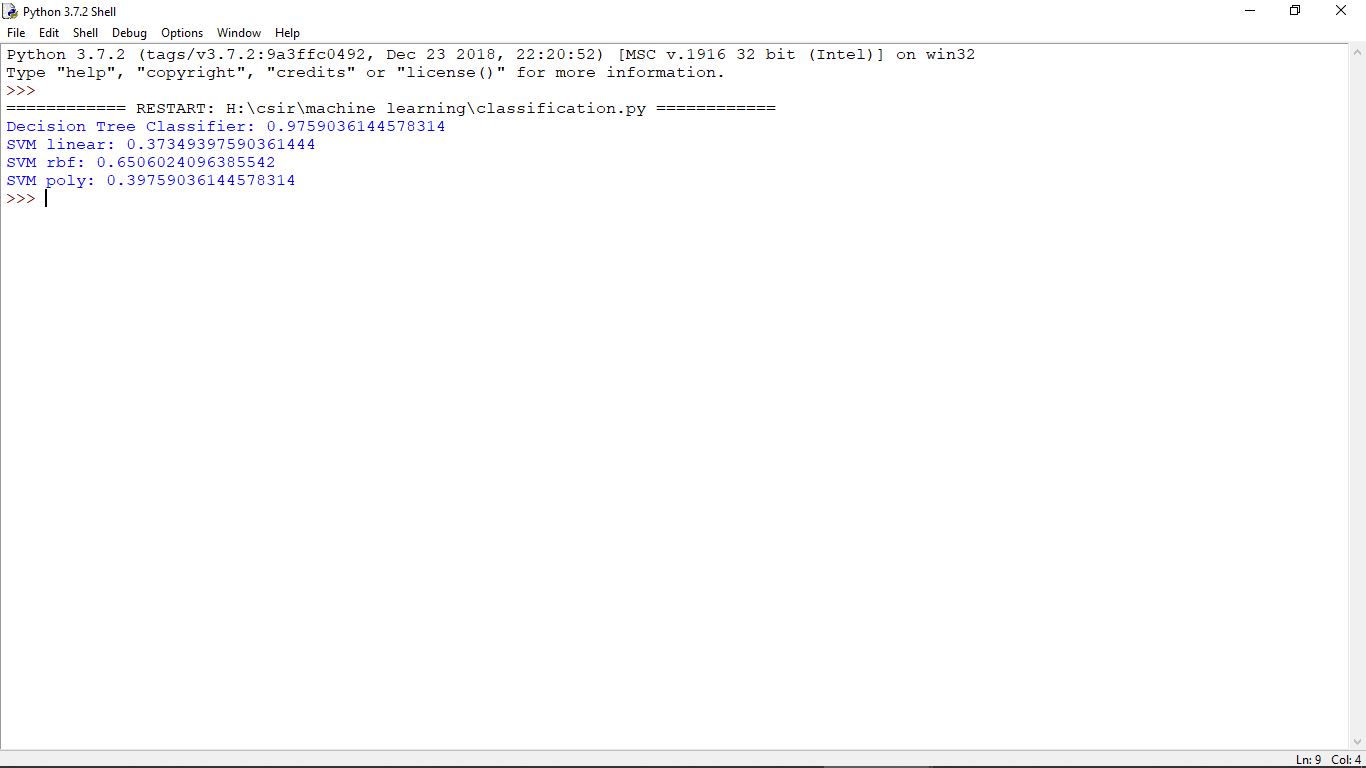 Python 3.7.2 Shell
File Edit Shell Debug Options Window Help
Python 3.7.2 (tags/v3.7.2:9a3ffc0492, Dec 23 2018, 22:20:52) [MSC v.1916 32 bit (Intel)] on win32
Type "help", "copyright", "credits" or "license()" for more information.
>>>
============ RESTART: H:\csir\machine learning\classification.py ============
Decision Tree Classifier: 0.9759036144578314
SVM linear: 0.37349397590361444
SVM rbf: 0.6506024096385542
SVM poly: 0.39759036144578314
>>>
Ln: 9 Col: 4